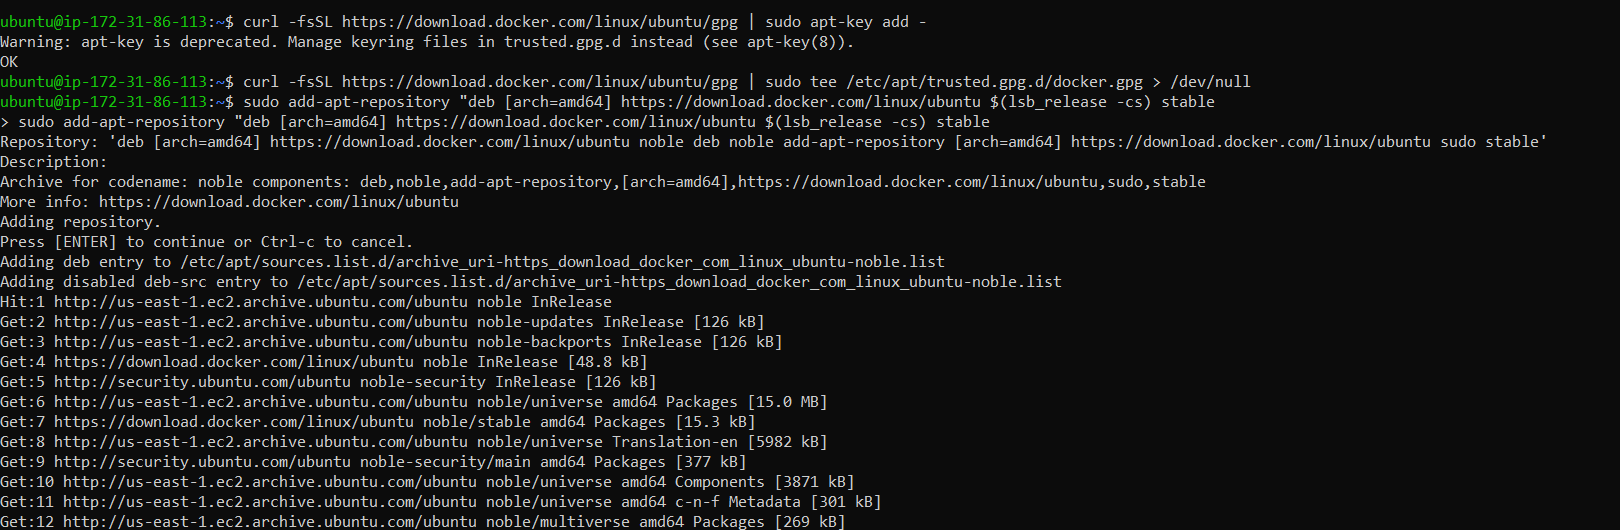 ubuntu@ip-172-31-86-113:~$ curl -fsSL https://download.docker.com/linux/ubuntu/gpg | sudo apt-key add -
Warning: apt-key is deprecated. Manage keyring files in trusted.gpg.d instead (see apt-key(8)).
OK
ubuntu@ip-172-31-86-113:~$ curl -fsSL https://download.docker.com/linux/ubuntu/gpg | sudo tee /etc/apt/trusted.gpg.d/docker.gpg > /dev/null
ubuntu@ip-172-31-86-113:~$ sudo add-apt-repository "deb [arch=amd64] https://download.docker.com/linux/ubuntu $(lsb_release -cs) stable
> sudo add-apt-repository "deb [arch=amd64] https://download.docker.com/linux/ubuntu $(lsb_release -cs) stable
Repository: 'deb [arch=amd64] https://download.docker.com/linux/ubuntu noble deb noble add-apt-repository [arch=amd64] https://download.docker.com/linux/ubuntu sudo stable'
Description:
Archive for codename: noble components: deb,noble,add-apt-repository,[arch=amd64],https://download.docker.com/linux/ubuntu,sudo,stable
More info: https://download.docker.com/linux/ubuntu
Adding repository.
Press [ENTER] to continue or Ctrl-c to cancel.
Adding deb entry to /etc/apt/sources.list.d/archive_uri-https_download_docker_com_linux_ubuntu-noble.list
Adding disabled deb-src entry to /etc/apt/sources.list.d/archive_uri-https_download_docker_com_linux_ubuntu-noble.list
Hit:1 http://us-east-1.ec2.archive.ubuntu.com/ubuntu noble InRelease
Get:2 http://us-east-1.ec2.archive.ubuntu.com/ubuntu noble-updates InRelease [126 kB]
Get:3 http://us-east-1.ec2.archive.ubuntu.com/ubuntu noble-backports InRelease [126 kB]
Get:4 https://download.docker.com/linux/ubuntu noble InRelease [48.8 kB]
Get:5 http://security.ubuntu.com/ubuntu noble-security InRelease [126 kB]
Get:6 http://us-east-1.ec2.archive.ubuntu.com/ubuntu noble/universe amd64 Packages [15.0 MB]
Get:7 https://download.docker.com/linux/ubuntu noble/stable amd64 Packages [15.3 kB]
Get:8 http://us-east-1.ec2.archive.ubuntu.com/ubuntu noble/universe Translation-en [5982 kB]
Get:9 http://security.ubuntu.com/ubuntu noble-security/main amd64 Packages [377 kB]
Get:10 http://us-east-1.ec2.archive.ubuntu.com/ubuntu noble/universe amd64 Components [3871 kB]
Get:11 http://us-east-1.ec2.archive.ubuntu.com/ubuntu noble/universe amd64 c-n-f Metadata [301 kB]
Get:12 http://us-east-1.ec2.archive.ubuntu.com/ubuntu noble/multiverse amd64 Packages [269 kB]